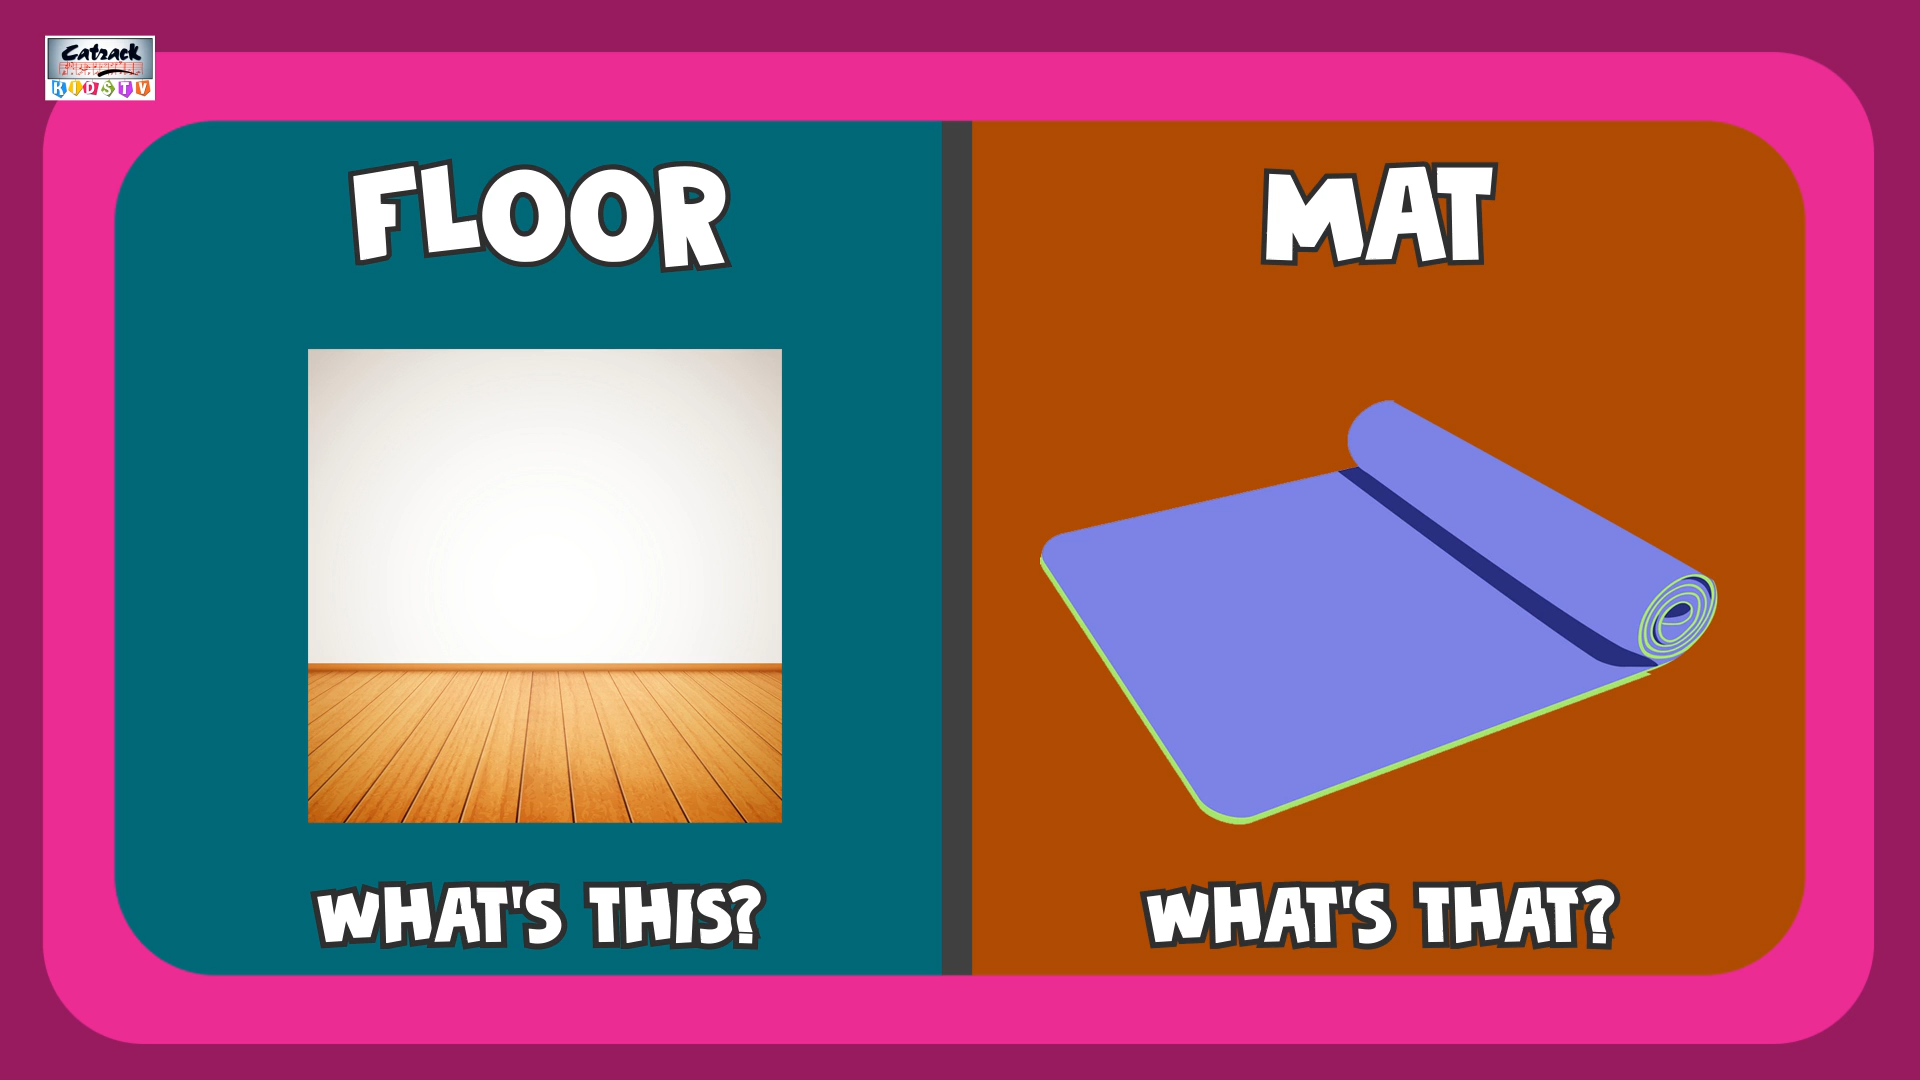 Catrack
KIDS TV
FLOOR
MAT
WHAT'S THIS?
WHAT'S THAT?